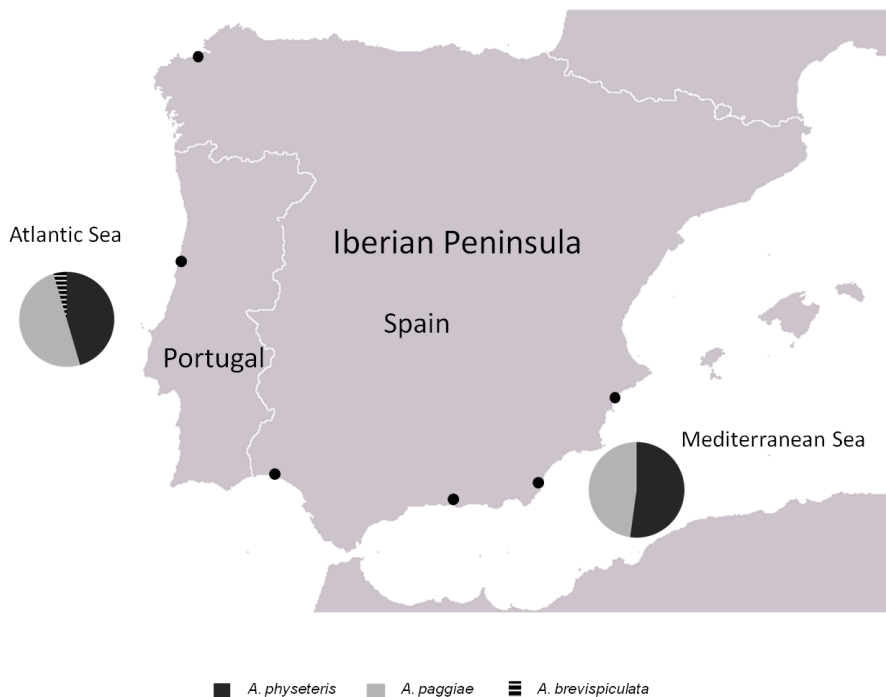 Atlantic Sea
Iberian Peninsula
Spain
Portugal
Mediterranean Sea
A. physeteris A. paggiae A. brevispiculata